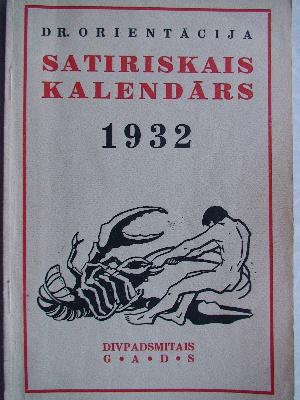 DR. ORIENTĀCIJA
SATIRISKAIS
KALENDĀRS
1932
DIVPADSMITAIS
G • A • D • S